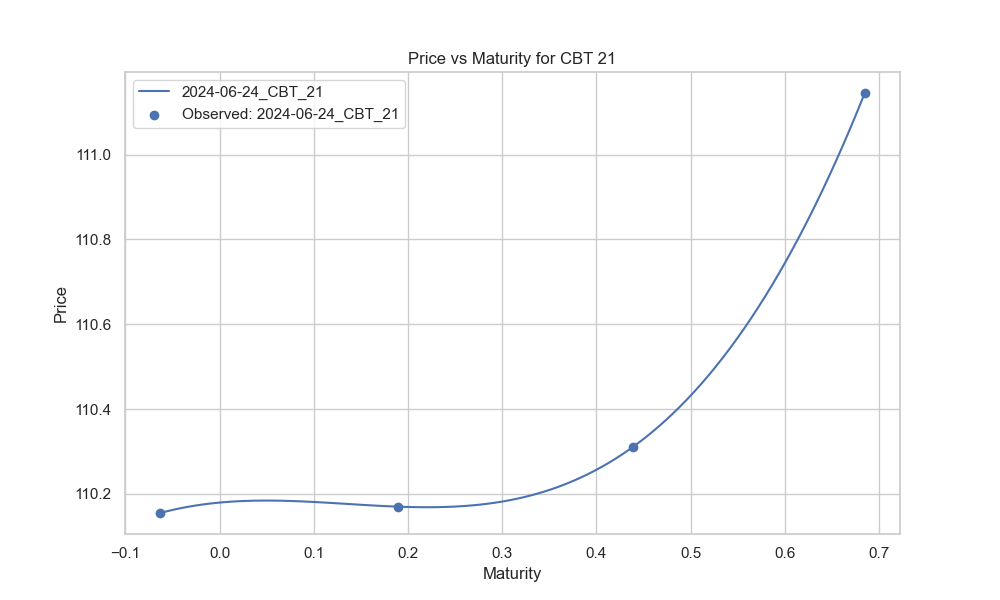 Price vs Maturity for CBT 21
2024-06-24_CBT_21
Observed: 2024-06-24_CBT_21
Price
111.0
110.8
110.6
110.4
110.2
−0.1 0.0 0.1 0.2 0.3 0.4 0.5 0.6 0.7
Maturity